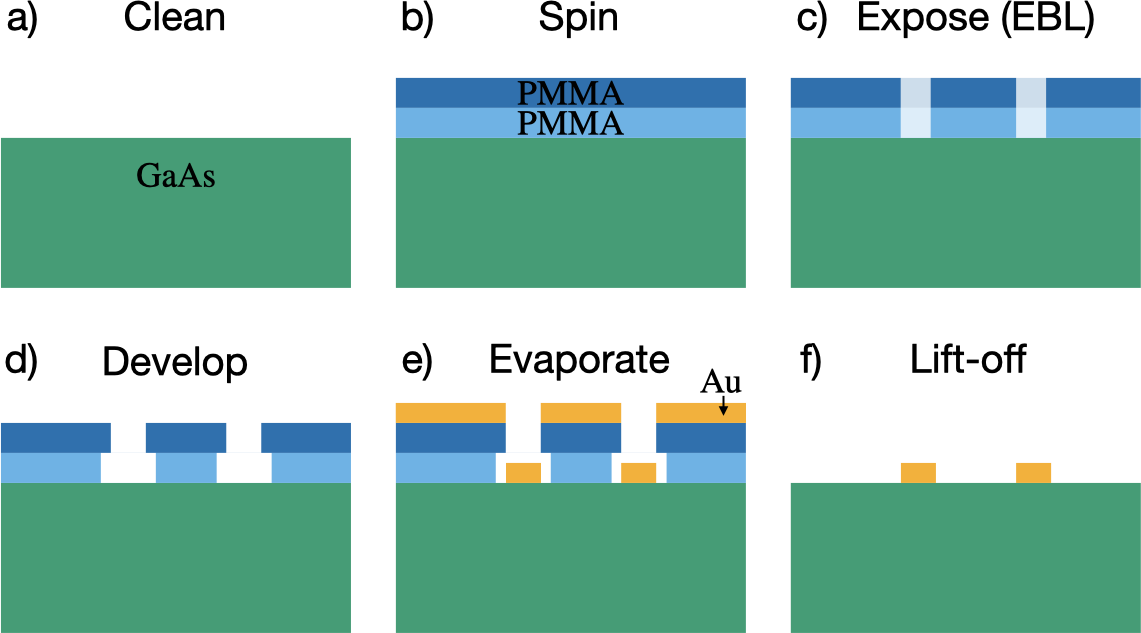 a) Clean
b) Spin
c) Expose (EBL)
PMMA
PMMA
GaAs
d) Develop
e) Evaporate
f) Lift-off
Au